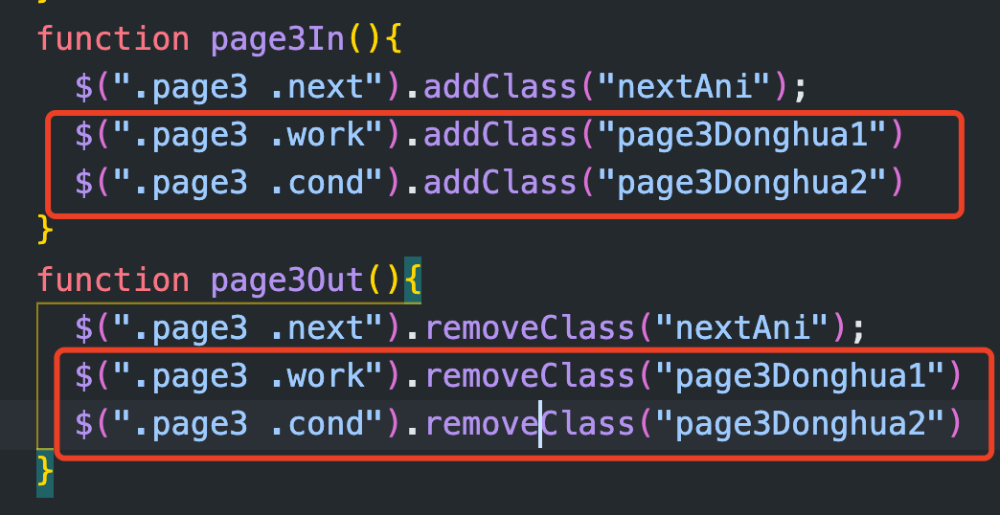 }
function page3In(){
$(".page3 .next").addClass("nextAni");
$(".page3 .work").addClass("page3Donghua1")
$(".page3 .cond").addClass("page3Donghua2")
}
function page3Out(){
$(".page3 .next").removeClass("nextAni");
$(".page3 .work").removeClass("page3Donghua1")
$(".page3 .cond").removeClass("page3Donghua2")
}